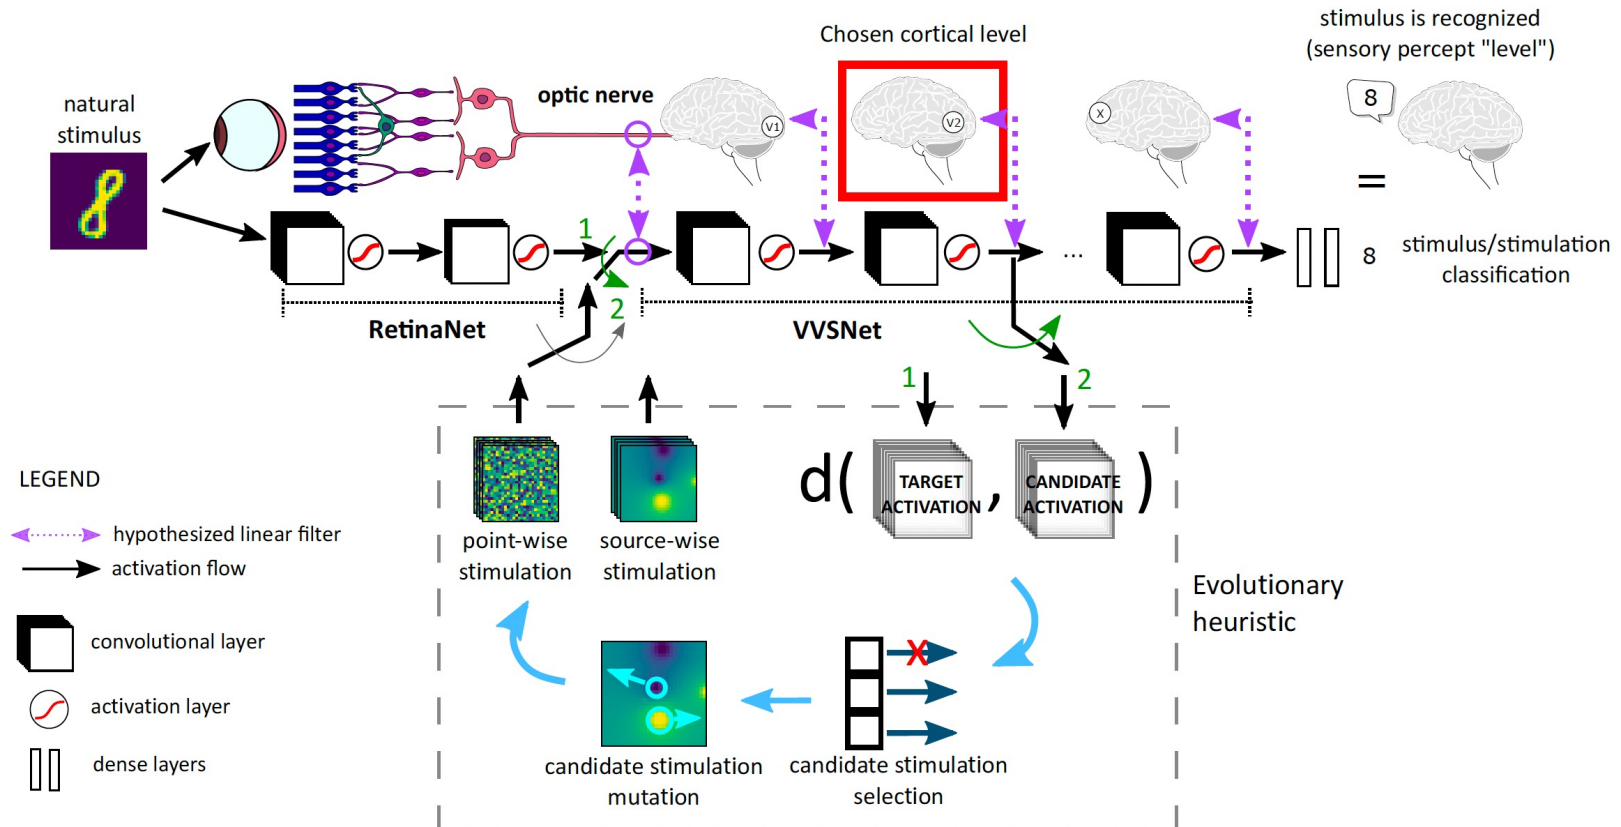 stimulus is recognized
(sensory percept "level")
Chosen cortical level
natural
stimulus
optic nerve
V1
V2
X
8
=
1
2
...
8
stimulus/stimulation
classification
RetinaNet
VVSNet
1
2
d(
TARGET
ACTIVATION
,
CANDIDATE
ACTIVATION
)
point-wise
stimulation
source-wise
stimulation
Evolutionary
heuristic
candidate stimulation
mutation
candidate stimulation
selection
LEGEND
hypothesized linear filter
activation flow
convolutional layer
activation layer
dense layers